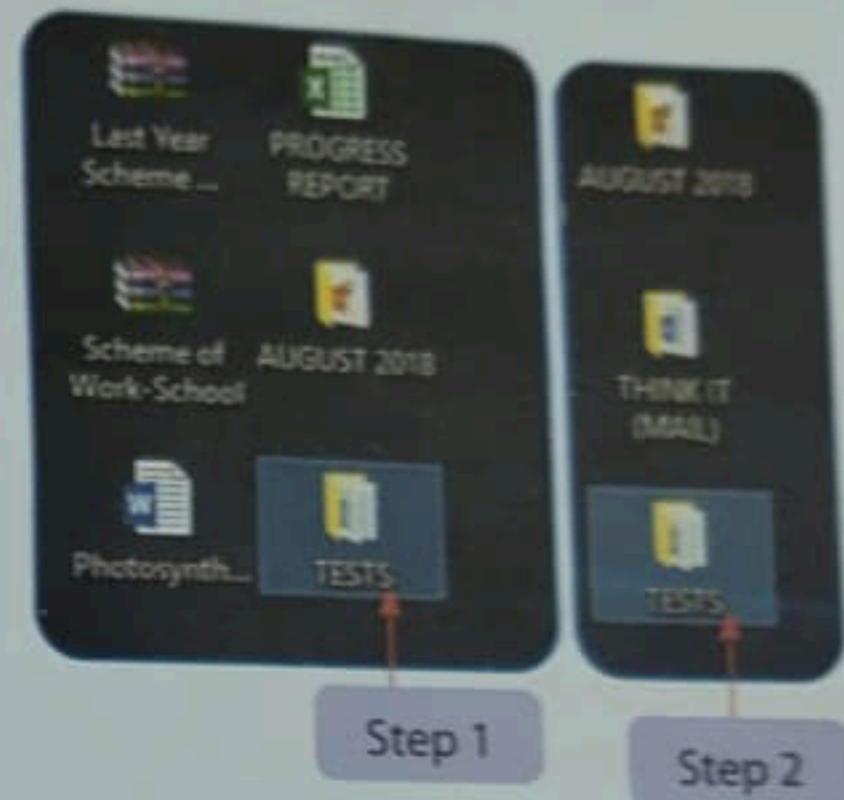 Last Year
Scheme...
PROGRESS
REPORT
Scheme of
Work-School
AUGUST 2018
Photosynth...
TESTS
Step 1
AUGUST 2018
THINK IT
(MAIL)
TESTS
Step 2